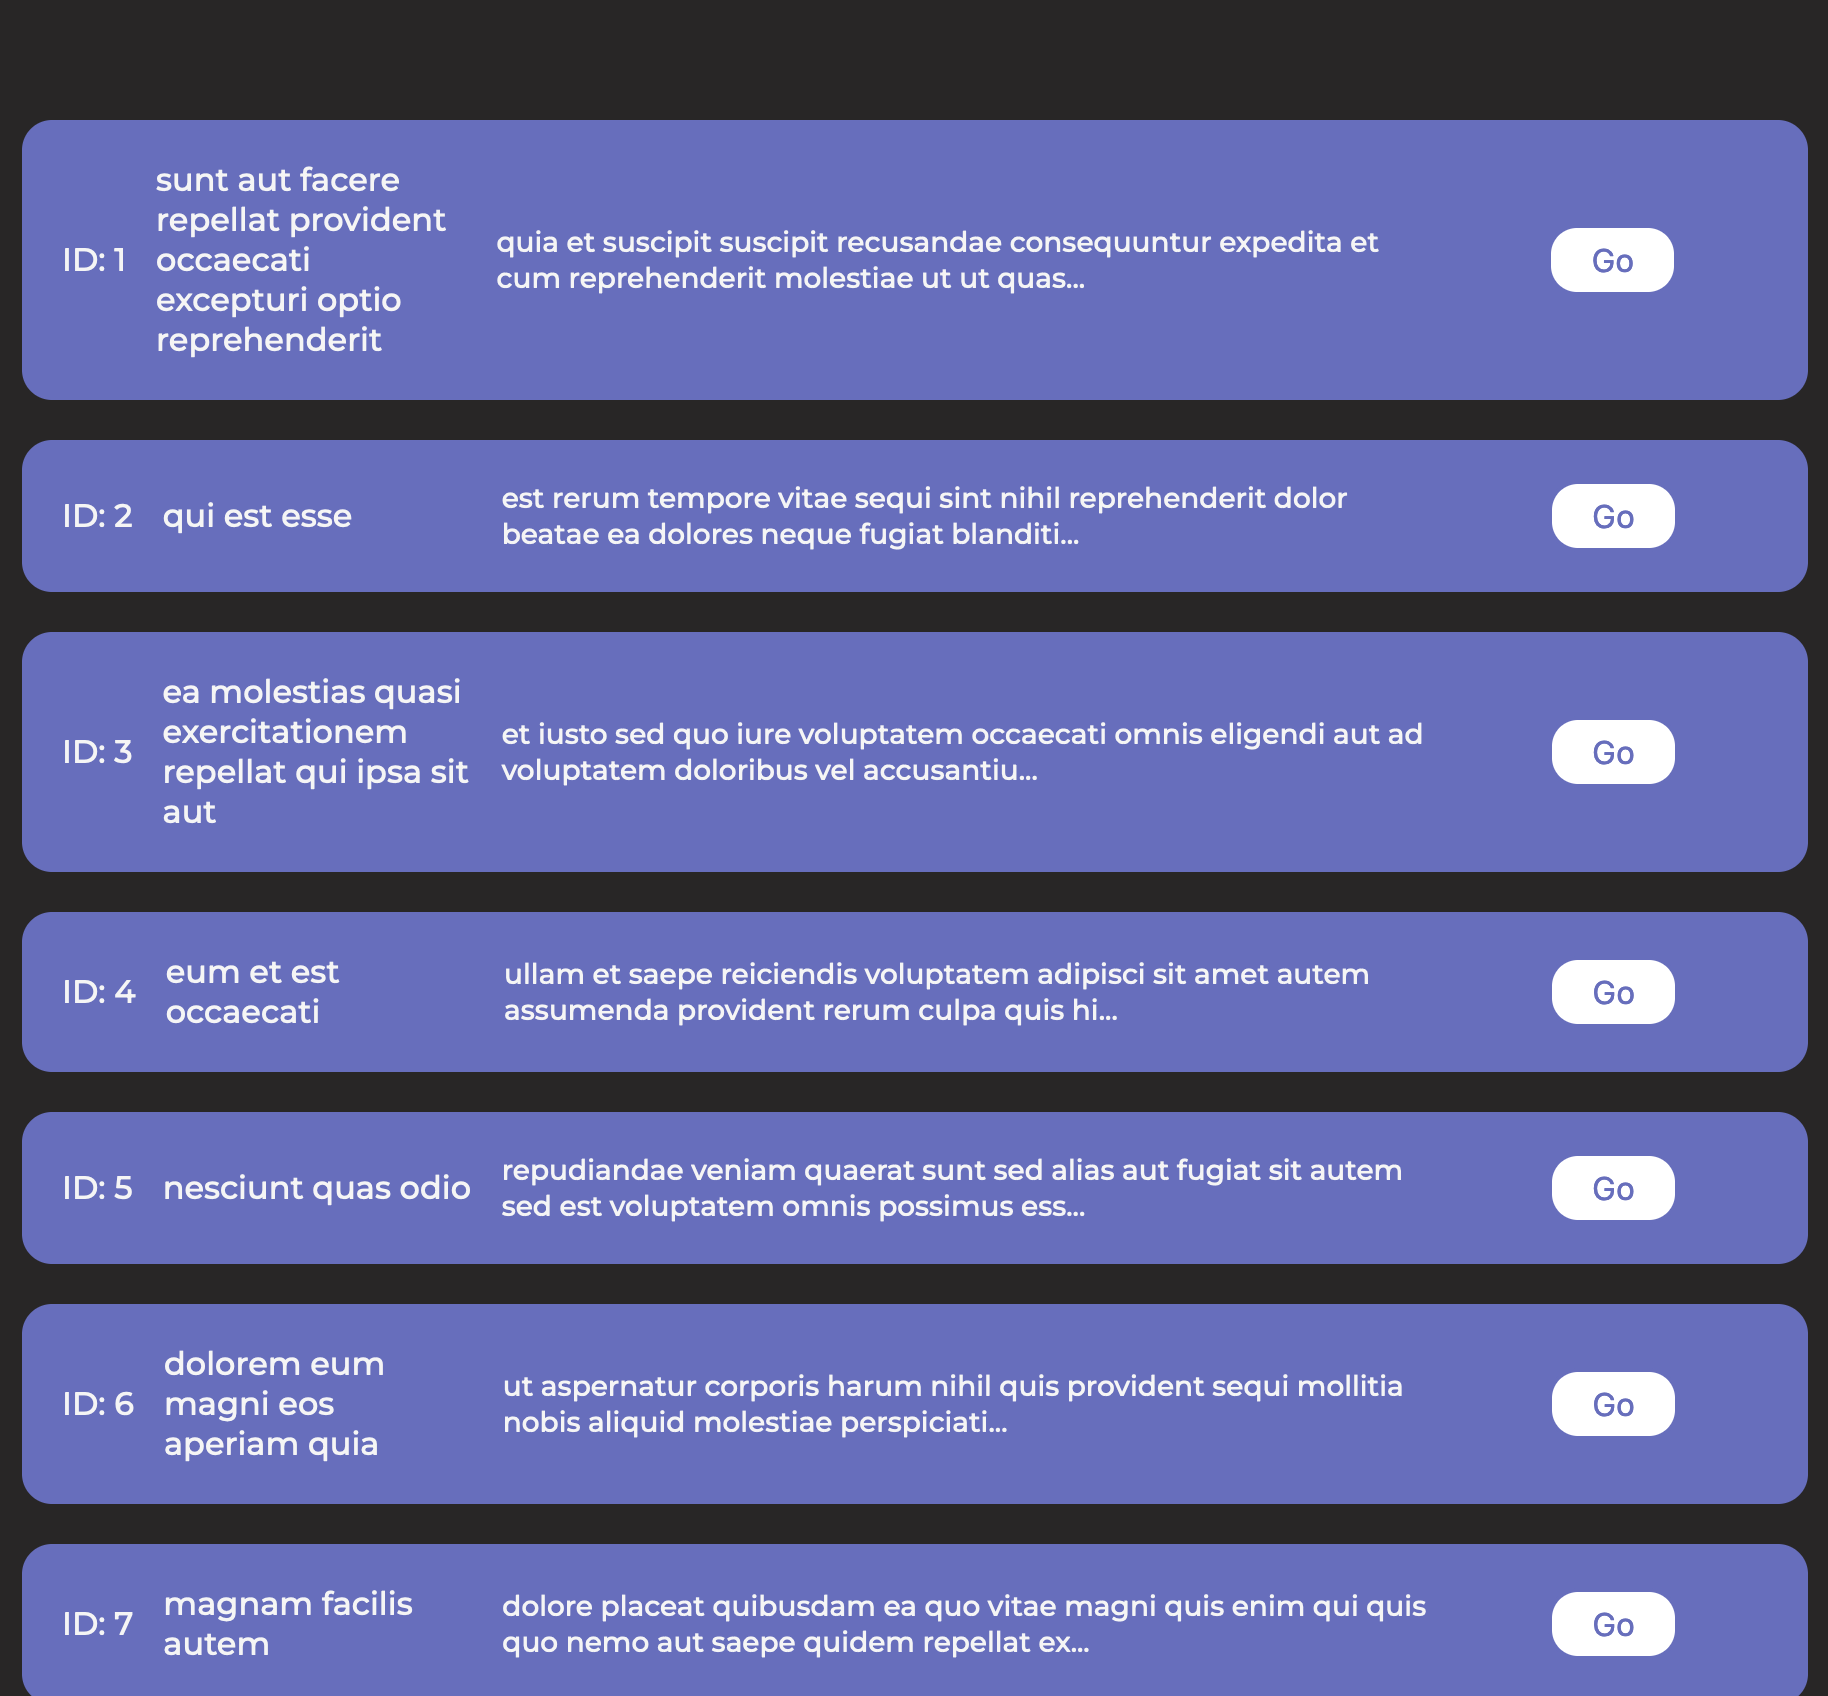 ID: 1
sunt aut facere
repellat provident
occaecati
excepturi optio
reprehenderit
quia et suscipit suscipit recusandae consequuntur expedita et
cum reprehenderit molestiae ut ut quas...
Go
ID: 2
qui est esse
est rerum tempore vitae sequi sint nihil reprehenderit dolor
beatae ea dolores neque fugiat blanditi...
Go
ID: 3
ea molestias quasi
exercitationem
repellat qui ipsa sit
aut
et iusto sed quo iure voluptatem occaecati omnis eligendi aut ad
voluptatem doloribus vel accusantiu...
Go
ID: 4
eum et est
occaecati
ullam et saepe reiciendis voluptatem adipisci sit amet autem
assumenda provident rerum culpa quis hi...
Go
ID: 5
nesciunt quas odio
repudiandae veniam quaerat sunt sed alias aut fugiat sit autem
sed est voluptatem omnis possimus ess...
Go
ID: 6
dolorem eum
magni eos
aperiam quia
ut aspernatur corporis harum nihil quis provident sequi mollitia
nobis aliquid molestiae perspiciati...
Go
ID: 7
magnam facilis
autem
dolore placeat quibusdam ea quo vitae magni quis enim qui quis
quo nemo aut saepe quidem repellat ex...
Go